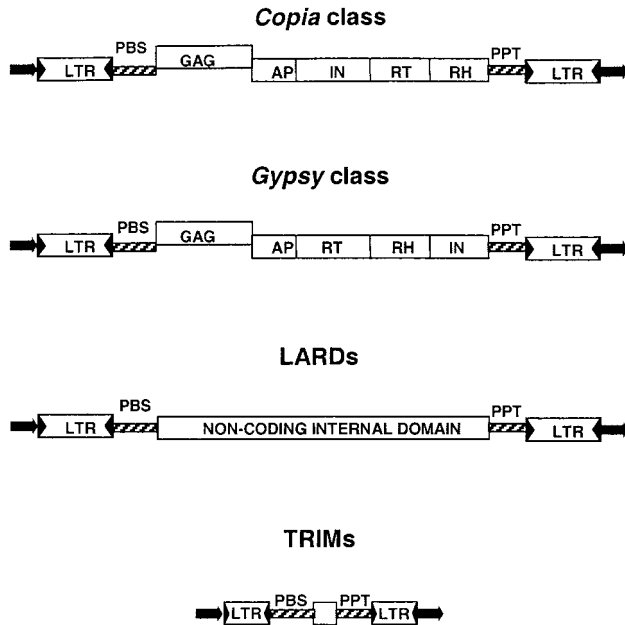 Copia class
PBS PPT
LTR GAG AP IN RT RH LTR
Gypsy class
PBS PPT
LTR GAG AP RT RH IN LTR
LARDs
PBS PPT
LTR NON-CODING INTERNAL DOMAIN LTR
TRIMs
PBS PPT
LTR LTR